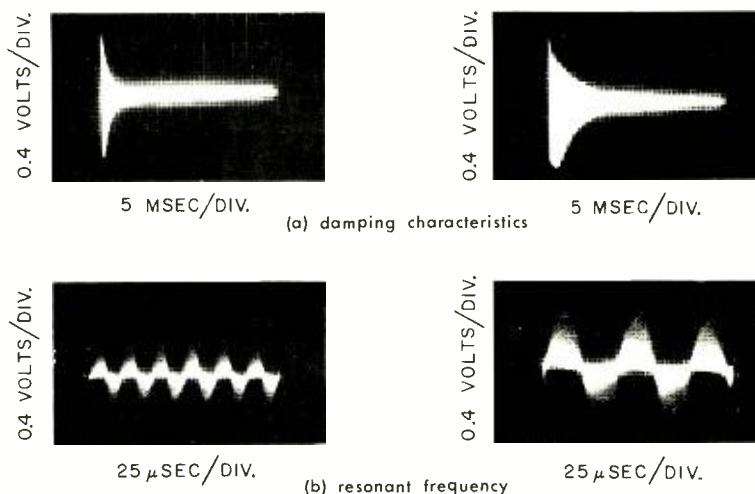 0.4 VOLTS/DIV.
0.4 VOLTS/DIV.
5 MSEC/DIV.
5 MSEC/DIV.
(a) damping characteristics
0.4 VOLTS/DIV.
0.4 VOLTS/DIV.
25 μSEC/DIV.
25 μSEC/DIV.
(b) resonant frequency